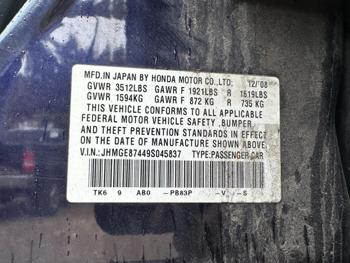 MFD.IN JAPAN BY HONDA MOTOR CO.,LTD. 12/'08
GVWR 3512LBS GAWR F 1921LBS R 1619LBS
GVWR 1594KG GAWR F 872 KG R 735 KG
THIS VEHICLE CONFORMS TO ALL APPLICABLE
FEDERAL MOTOR VEHICLE SAFETY ,BUMPER,
AND THEFT PREVENTION STANDARDS IN EFFECT
ON THE DATE OF MANUFACTURE SHOWN ABOVE.
V.I.N.: JHMGE87449S045837 TYPE:PASSENGER CAR
TK6 9 AB0 -PB83P -V -S